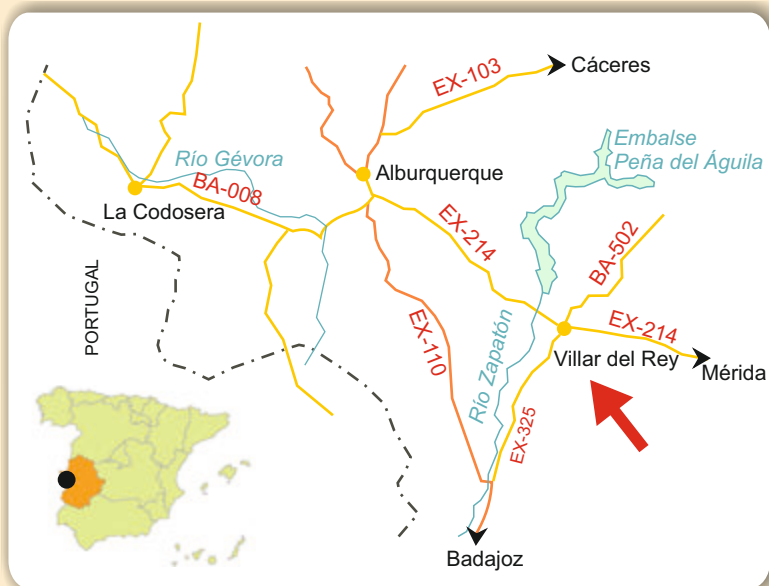 EX-103
Cáceres
Embalse
Peña del Águila
Río Gévora
Alburquerque
BA-008
La Codosera
EX-214
BA-502
PORTUGAL
EX-110
Río Zapatón
EX-214
Villar del Rey
Mérida
EX-325
Badajoz